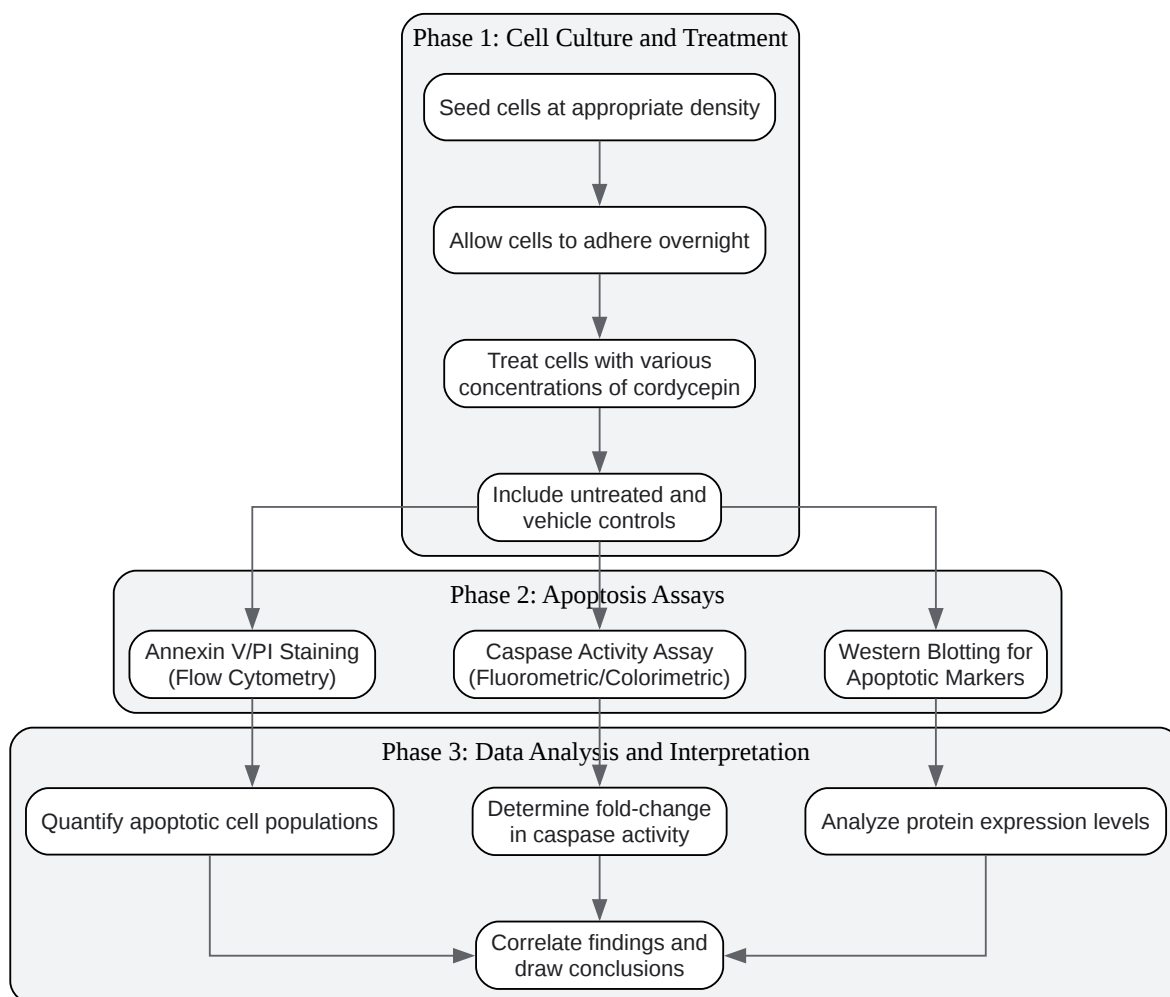 Phase 1: Cell Culture and Treatment
Seed cells at appropriate density
Allow cells to adhere overnight
Treat cells with various
concentrations of cordycepin
Include untreated and
vehicle controls
Phase 2: Apoptosis Assays
Annexin V/PI Staining
(Flow Cytometry)
Caspase Activity Assay
(Fluorometric/Colorimetric)
Western Blotting for
Apoptotic Markers
Phase 3: Data Analysis and Interpretation
Quantify apoptotic cell populations
Determine fold-change
in caspase activity
Analyze protein expression levels
Correlate findings and
draw conclusions